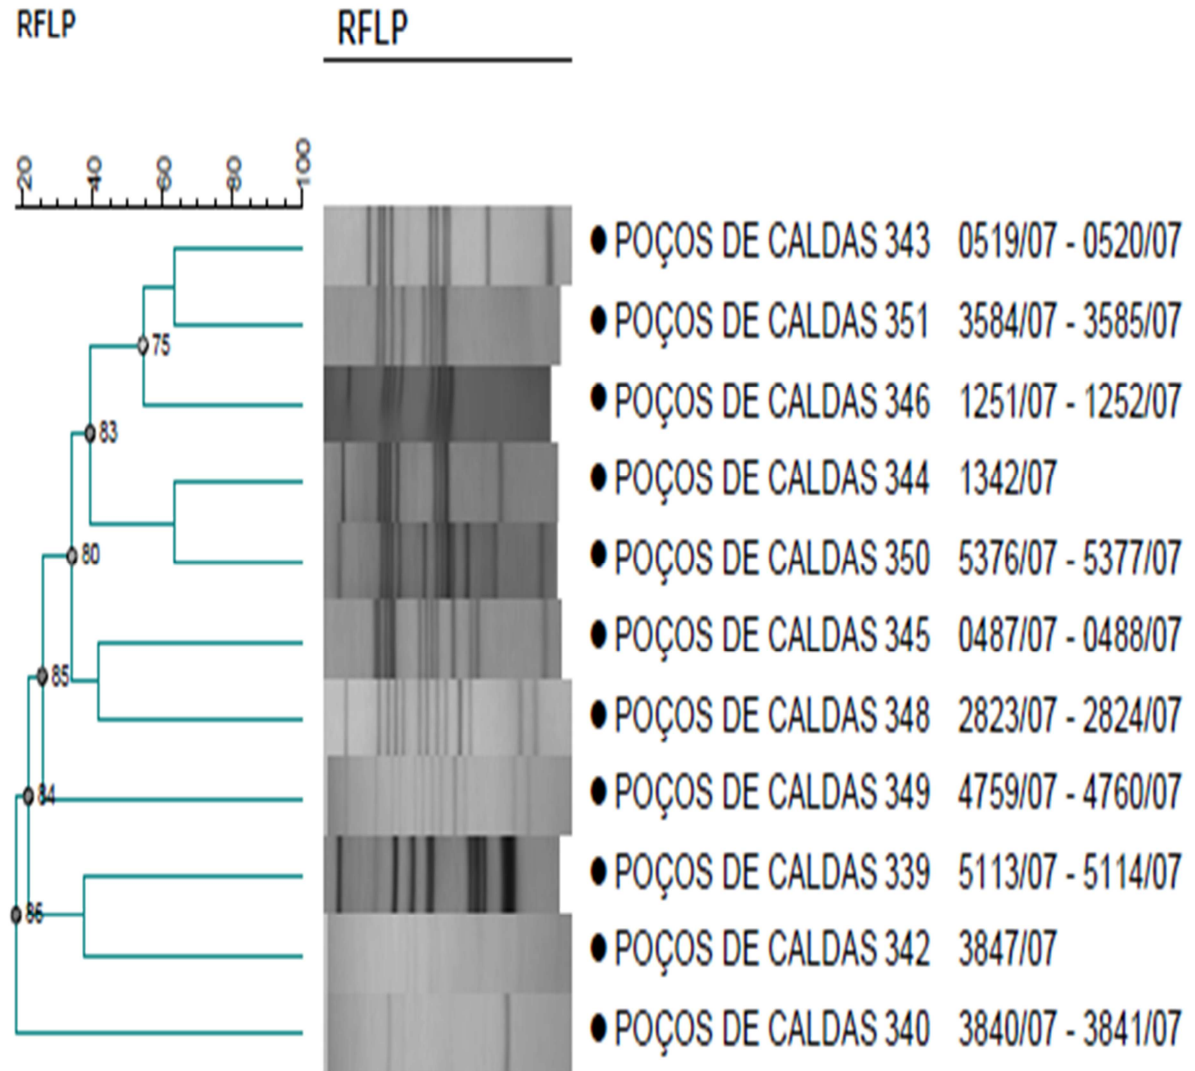 RFLP
RFLP
20 40 60 80 100
POÇOS DE CALDAS 343 0519/07 - 0520/07
POÇOS DE CALDAS 351 3584/07 - 3585/07
75
POÇOS DE CALDAS 346 1251/07 - 1252/07
83
POÇOS DE CALDAS 344 1342/07
80
POÇOS DE CALDAS 350 5376/07 - 5377/07
POÇOS DE CALDAS 345 0487/07 - 0488/07
85
POÇOS DE CALDAS 348 2823/07 - 2824/07
84
POÇOS DE CALDAS 349 4759/07 - 4760/07
POÇOS DE CALDAS 339 5113/07 - 5114/07
86
POÇOS DE CALDAS 342 3847/07
POÇOS DE CALDAS 340 3840/07 - 3841/07